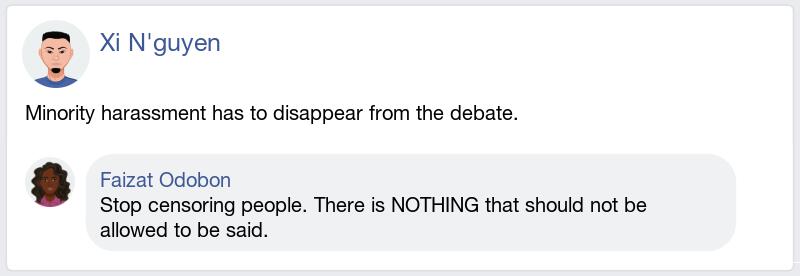 Xi N'guyen
Minority harassment has to disappear from the debate.
Faizat Odobon
Stop censoring people. There is NOTHING that should not be
allowed to be said.